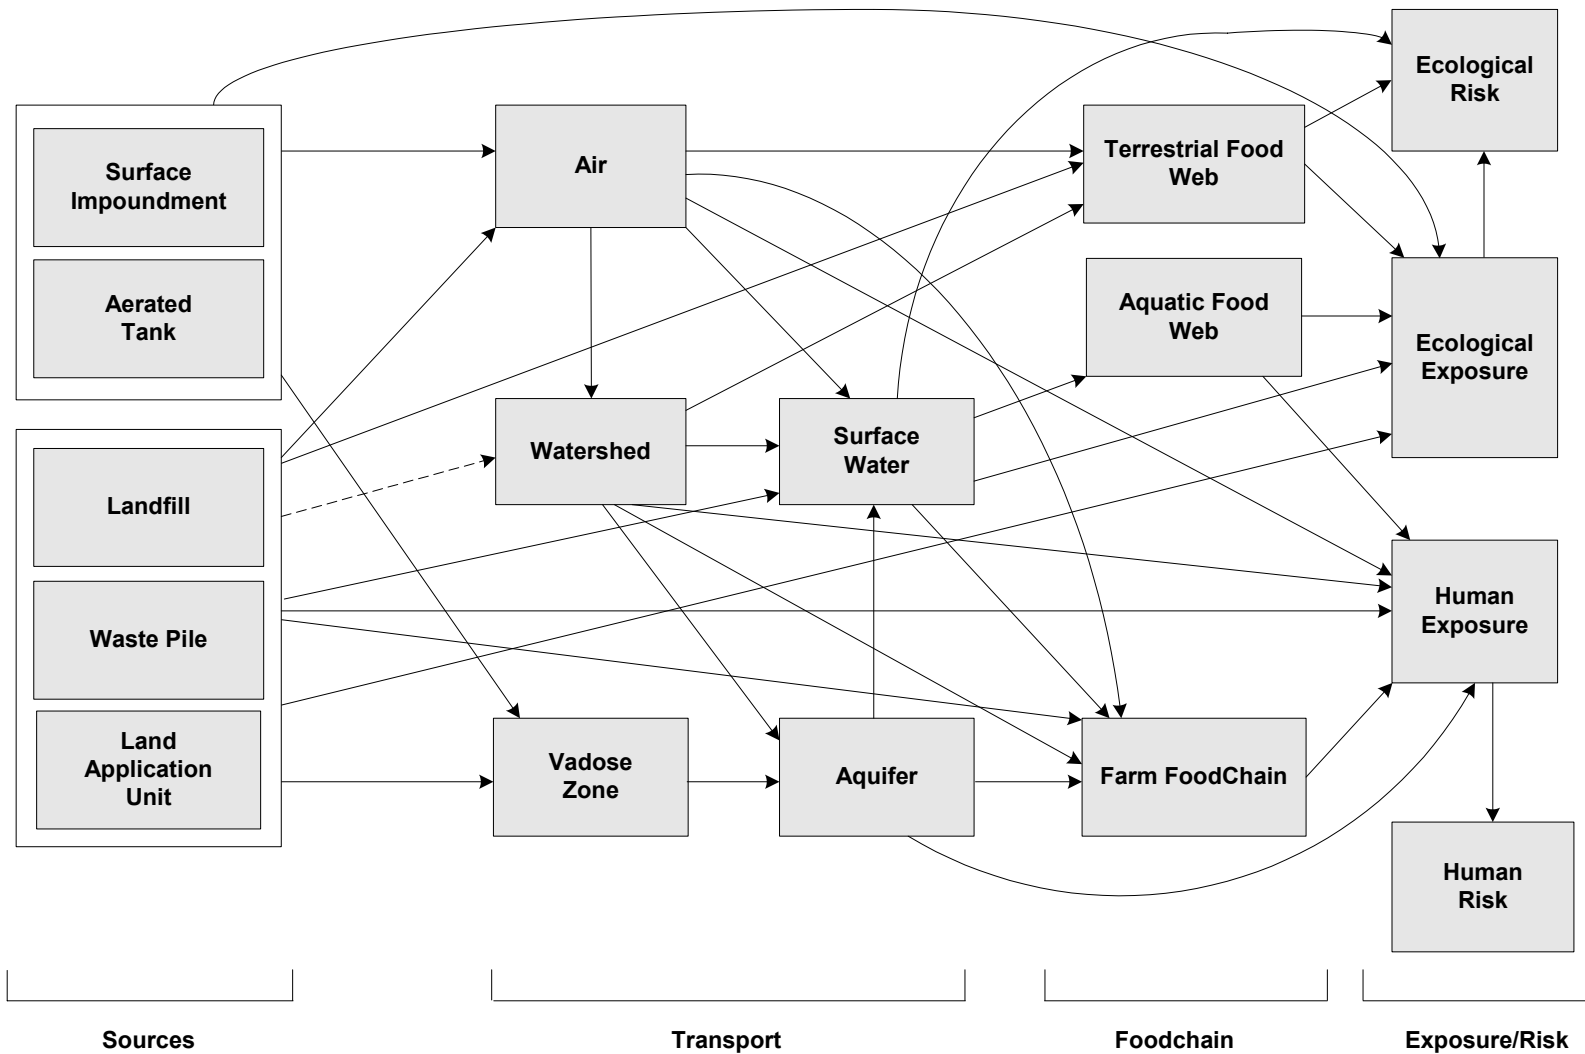 Surface
Impoundment
Aerated
Tank
Landfill
Waste Pile
Land
Application
Unit
Air
Watershed
Surface
Water
Vadose
Zone
Aquifer
Terrestrial Food
Web
Aquatic Food
Web
Farm FoodChain
Ecological
Risk
Ecological
Exposure
Human
Exposure
Human
Risk
Sources
Transport
Foodchain
Exposure/Risk